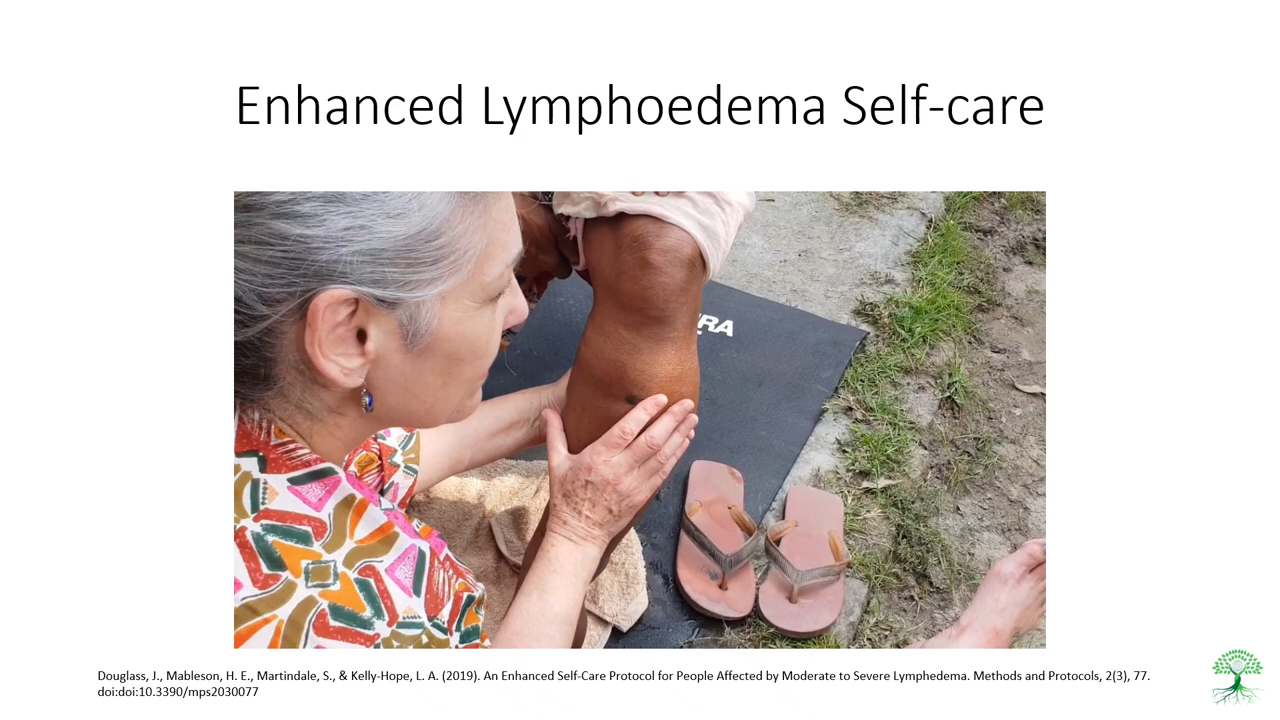 Enhanced Lymphoedema Self-care
RA
Douglass, J., Mableson, H. E., Martindale, S., & Kelly-Hope, L. A. (2019). An Enhanced Self-Care Protocol for People Affected by Moderate to Severe Lymphedema. Methods and Protocols, 2(3), 77.
doi:doi:10.3390/mps2030077